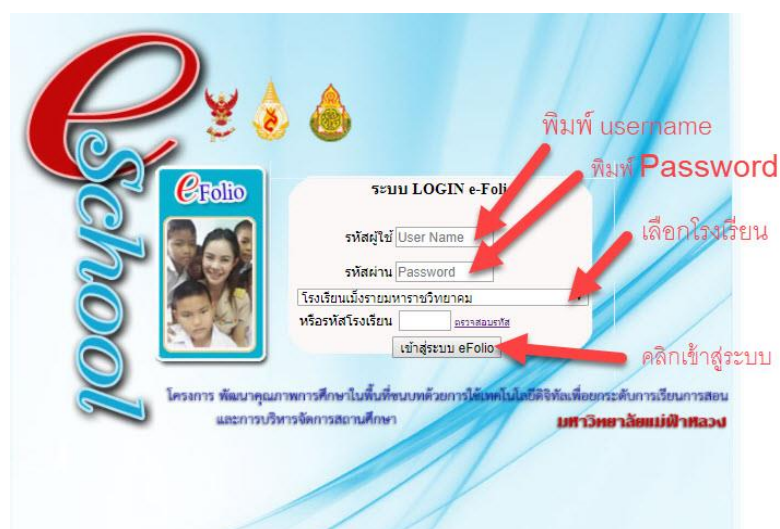 eSchool
พิมพ์ username
พิมพ์ Password
eFolio
ระบบ LOGIN e-Foli
รหัสผู้ใช้ User Name
เลือกโรงเรียน
รหัสผ่าน Password
โรงเรียนเม็งรายมหาราชวิทยาคม
หรือรหัสโรงเรียน ตรวจสอบรหัส
เข้าสู่ระบบ eFolio
คลิกเข้าสู่ระบบ
โครงการ พัฒนาคุณภาพการศึกษาในพื้นที่ชนบทด้วยการใช้เทคโนโลยีดิจิทัลเพื่อยกระดับการเรียนการสอน
และการบริหารจัดการสถานศึกษา
มหาวิทยาลัยแม่ฟ้าหลวง